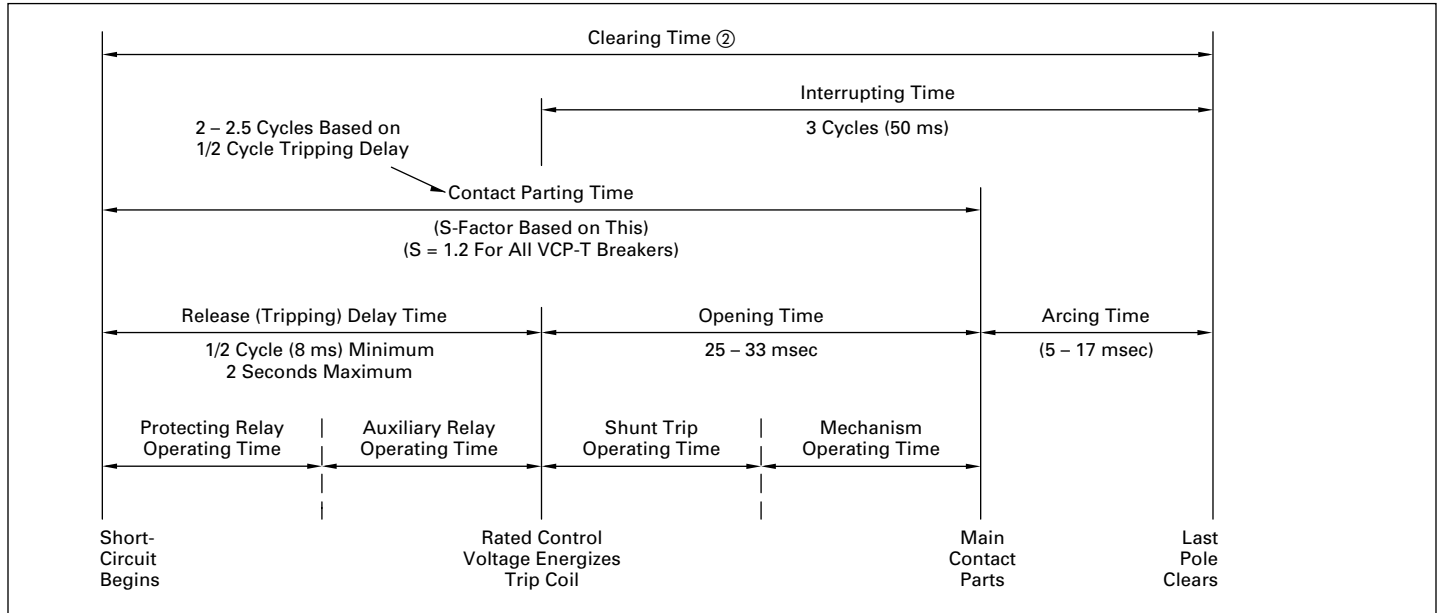 Clearing Time ②
Interrupting Time
3 Cycles (50 ms)
2 – 2.5 Cycles Based on
1/2 Cycle Tripping Delay
Contact Parting Time
(S-Factor Based on This)
(S = 1.2 For All VCP-T Breakers)
Release (Tripping) Delay Time
1/2 Cycle (8 ms) Minimum
2 Seconds Maximum
Opening Time
25 – 33 msec
Arcing Time
(5 – 17 msec)
Protecting Relay
Operating Time
Auxiliary Relay
Operating Time
Shunt Trip
Operating Time
Mechanism
Operating Time
Short-
Circuit
Begins
Rated Control
Voltage Energizes
Trip Coil
Main
Contact
Parts
Last
Pole
Clears